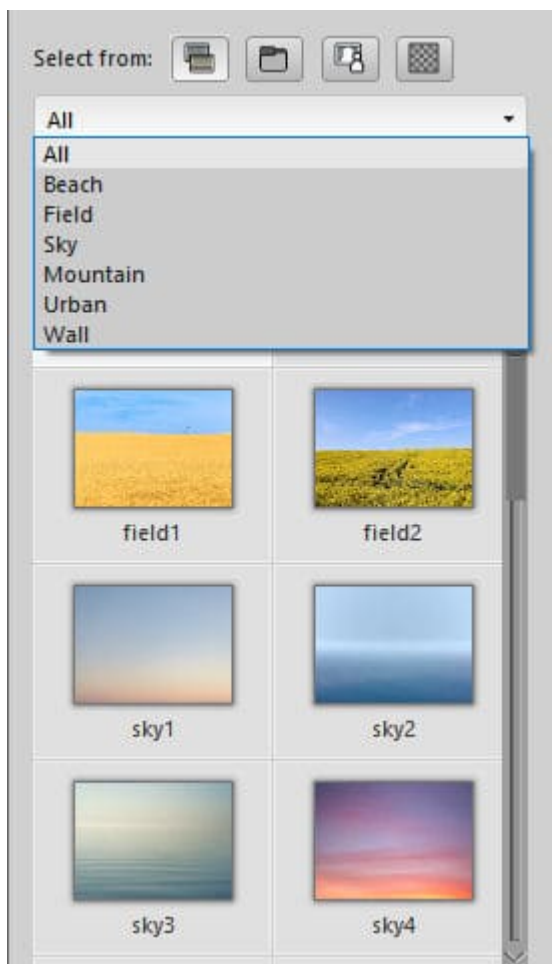 Select from:
All
All
Beach
Field
Sky
Mountain
Urban
Wall
field1 field2
sky1 sky2
sky3 sky4